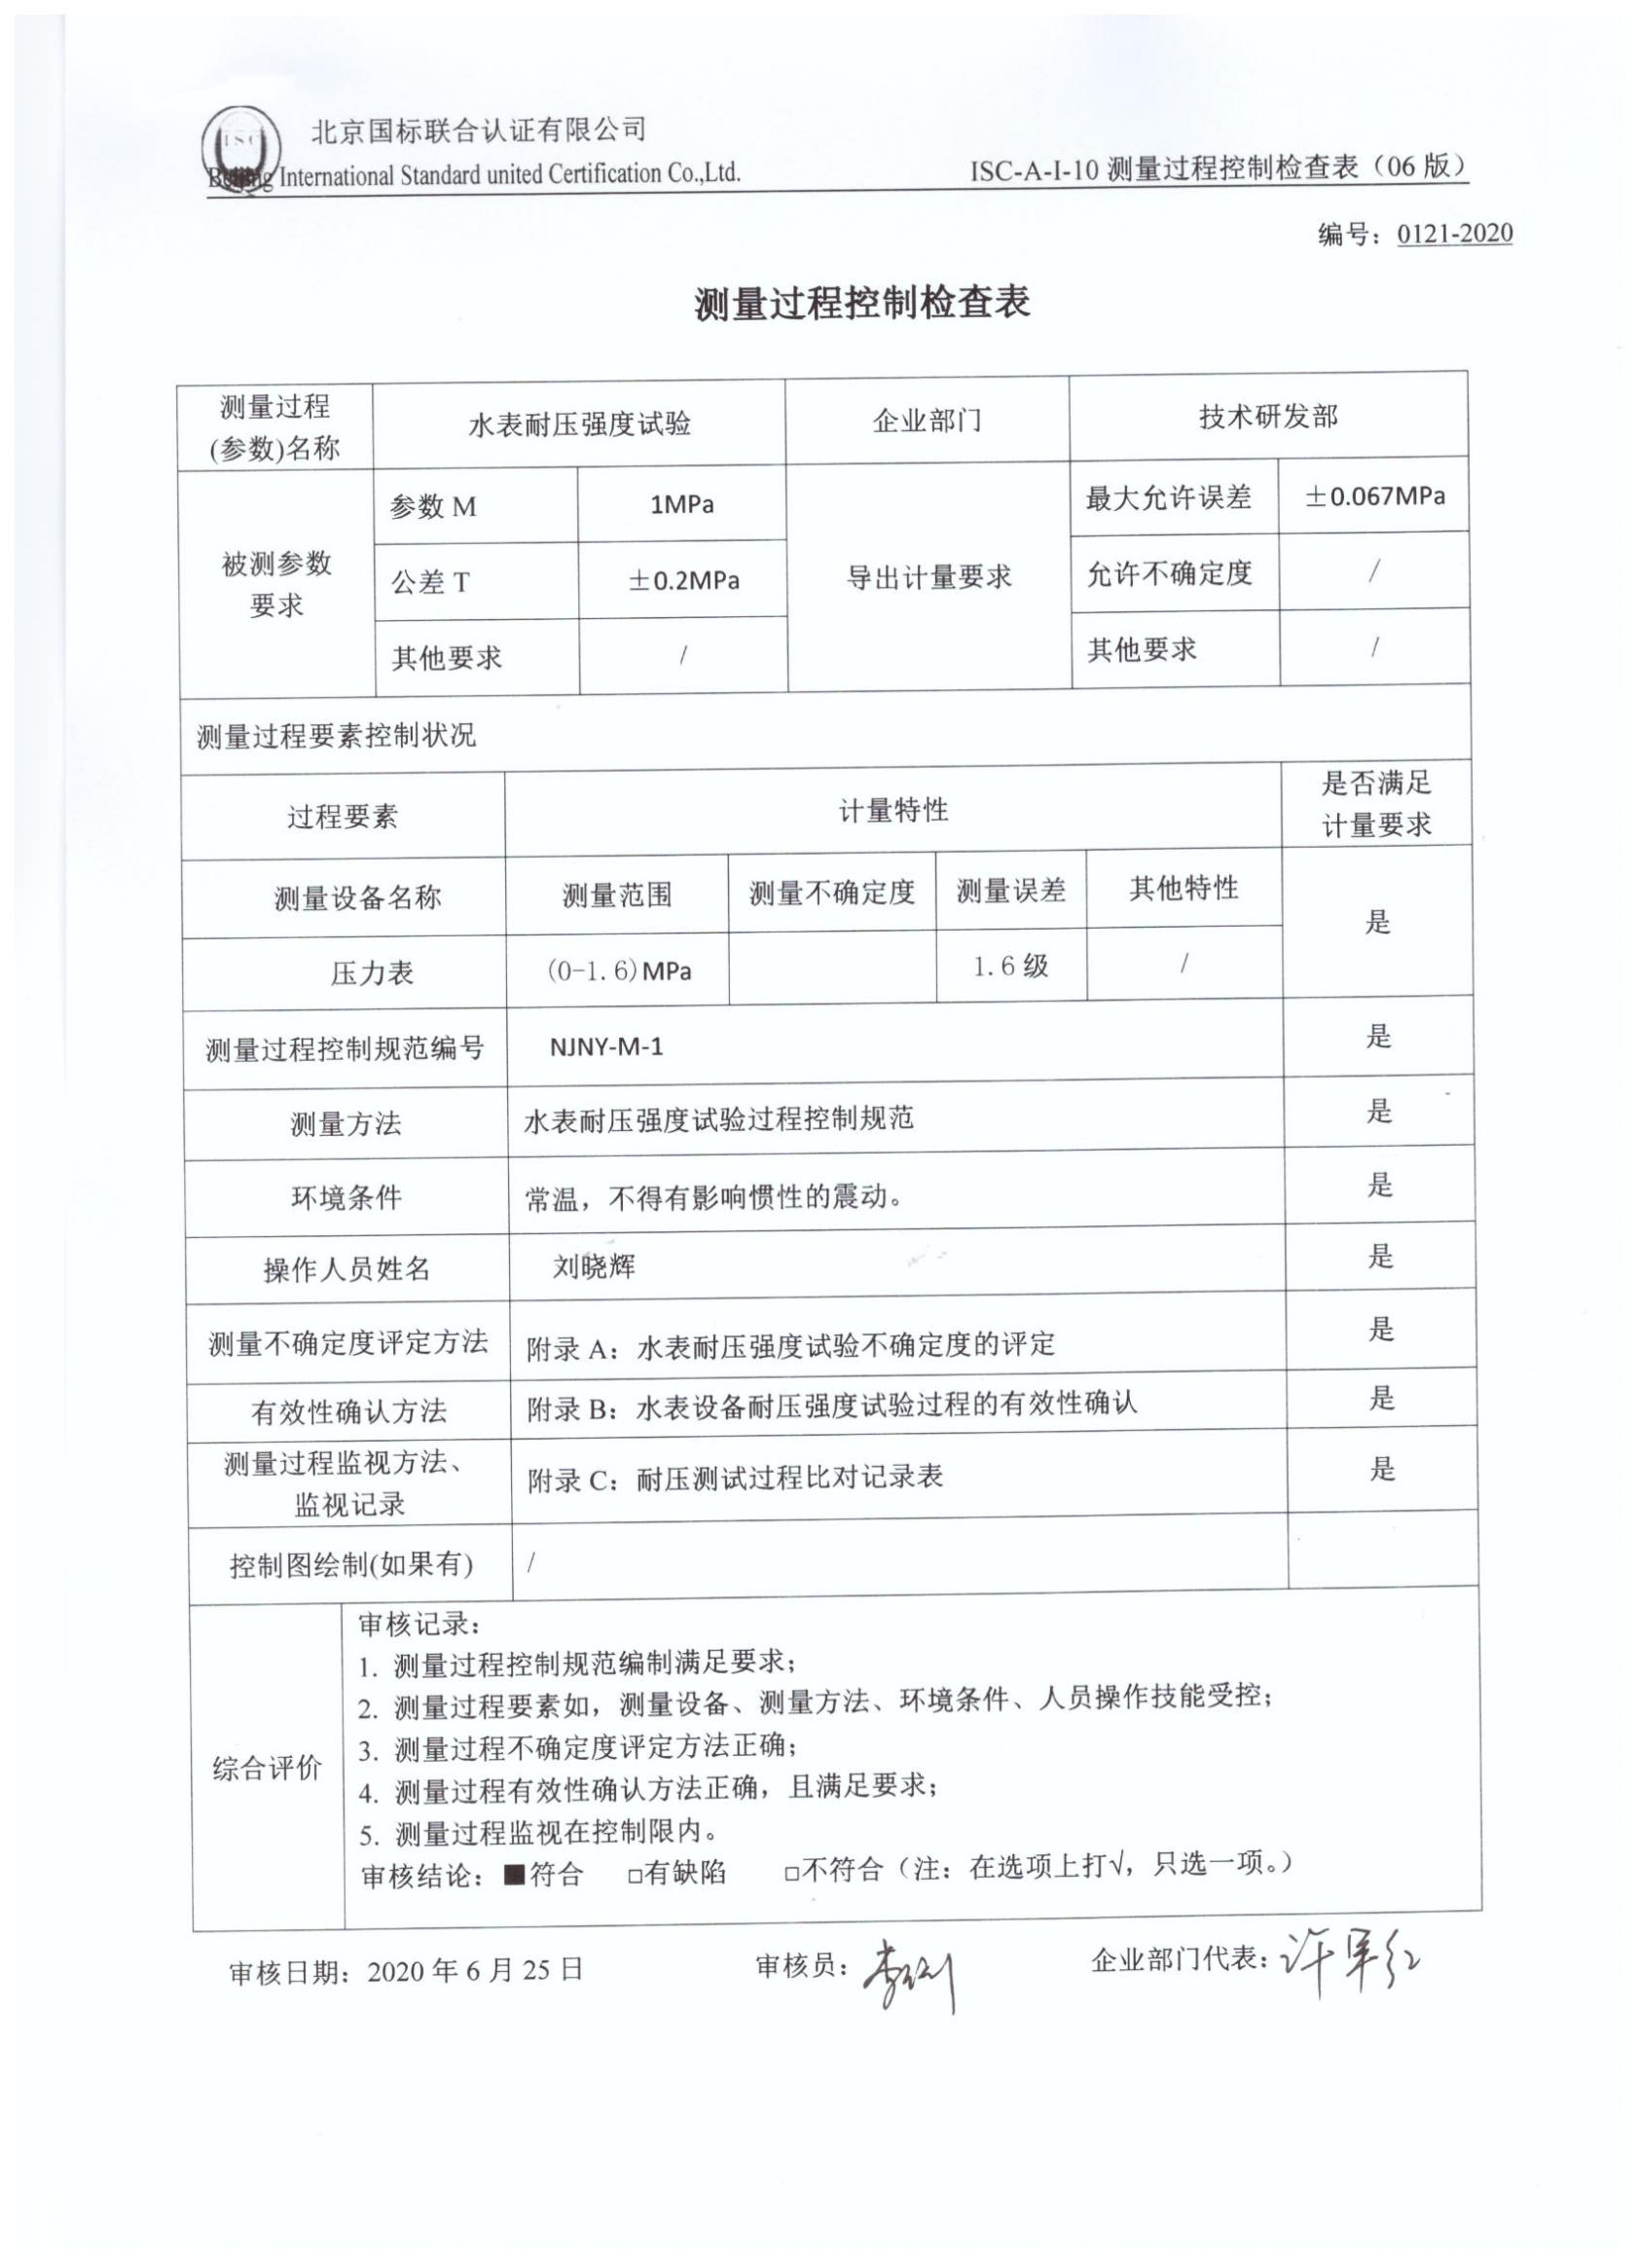 北京国标联合认证有限公司
Beijing International Standard united Certification Co.,Ltd.
ISC-A-I-10 测量过程控制检查表（06 版）
编号：0121-2020
测量过程控制检查表
测量过程
(参数)名称
水表耐压强度试验
企业部门
技术研发部
被测参数
要求
参数 M
1MPa
导出计量要求
最大允许误差
±0.067MPa
公差 T
±0.2MPa
允许不确定度
/
其他要求
/
其他要求
/
测量过程要素控制状况
过程要素
计量特性
是否满足
计量要求
测量设备名称
测量范围
测量不确定度
测量误差
其他特性
是
压力表
(0-1.6)MPa
1.6 级
/
测量过程控制规范编号
NJNY-M-1
是
测量方法
水表耐压强度试验过程控制规范
是
环境条件
常温，不得有影响惯性的震动。
是
操作人员姓名
刘晓辉
是
测量不确定度评定方法
附录 A：水表耐压强度试验不确定度的评定
是
有效性确认方法
附录 B：水表设备耐压强度试验过程的有效性确认
是
测量过程监视方法、
监视记录
附录 C：耐压测试过程比对记录表
是
控制图绘制(如果有)
/
综合评价
审核记录：
1. 测量过程控制规范编制满足要求；
2. 测量过程要素如，测量设备、测量方法、环境条件、人员操作技能受控；
3. 测量过程不确定度评定方法正确；
4. 测量过程有效性确认方法正确，且满足要求；
5. 测量过程监视在控制限内。
审核结论：■符合 □有缺陷 □不符合（注：在选项上打√，只选一项。）
审核日期：2020 年 6 月 25 日
审核员：
企业部门代表：许军红